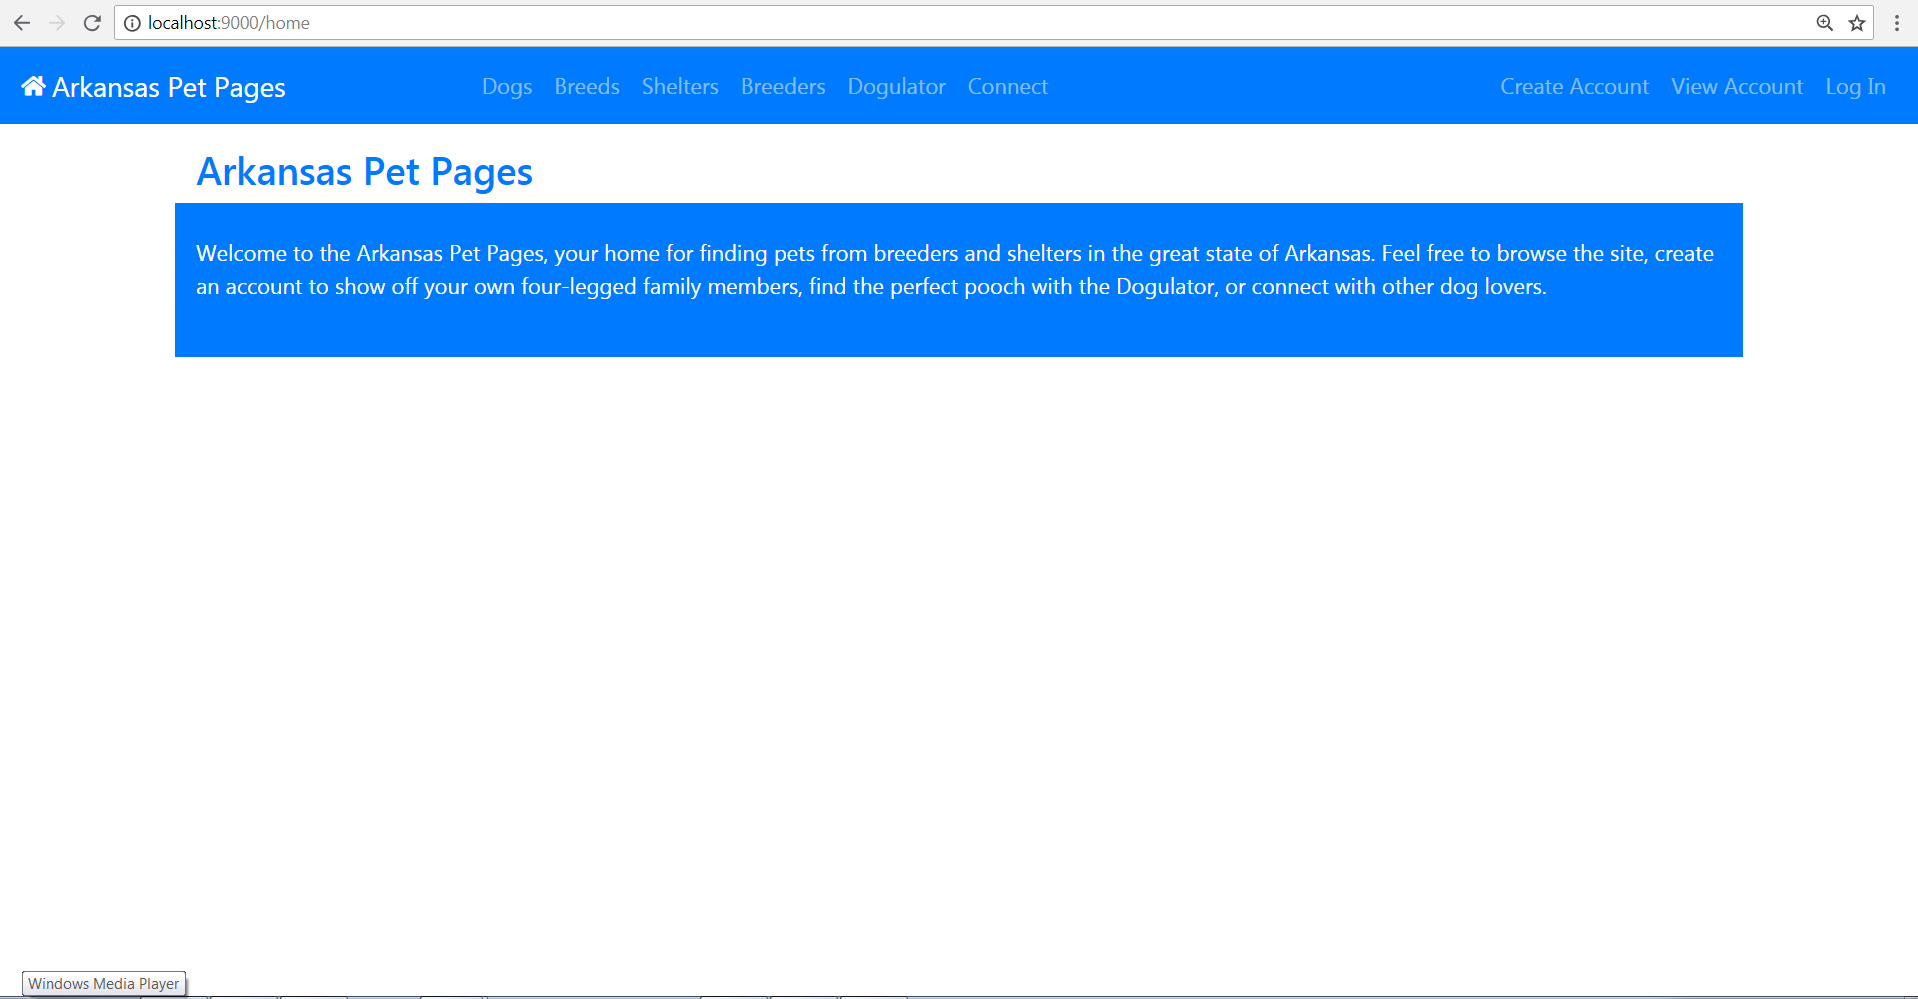 localhost:9000/home
Arkansas Pet Pages Dogs Breeds Shelters Breeders Dogulator Connect Create Account View Account Log In
Arkansas Pet Pages
Welcome to the Arkansas Pet Pages, your home for finding pets from breeders and shelters in the great state of Arkansas. Feel free to browse the site, create
an account to show off your own four-legged family members, find the perfect pooch with the Dogulator, or connect with other dog lovers.
Windows Media Player